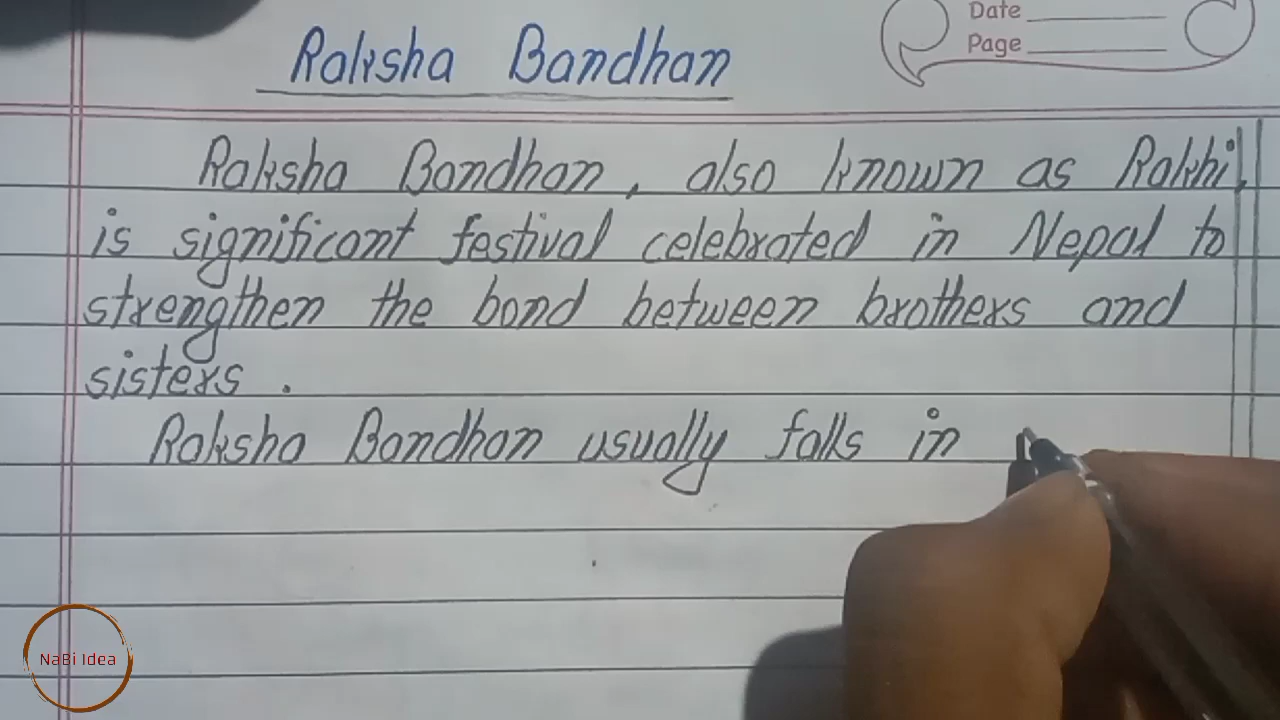 Date
Page
Raksha Bandhan
Raksha Bandhan, also known as Rakhi,
is significant festival celebrated in Nepal to
strengthen the bond between brothers and
sisters.
Raksha Bandhan usually falls in
NaBi Idea